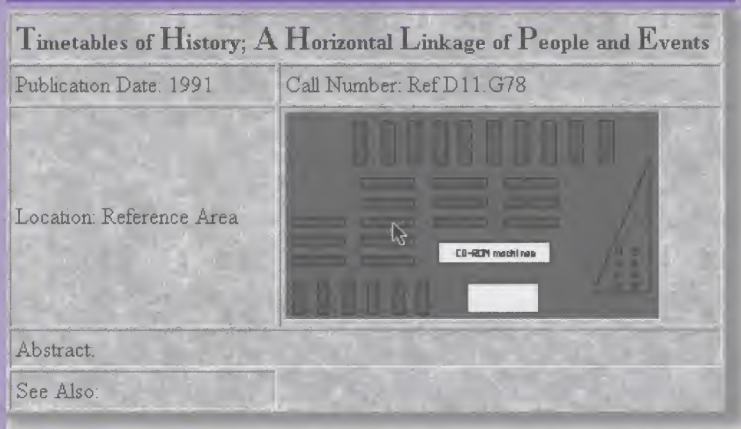 Timetables of History; A Horizontal Linkage of People and Events
Publication Date: 1991
Call Number: Ref D11.G78
Location: Reference Area
CD-ROM machines
Abstract:
See Also: